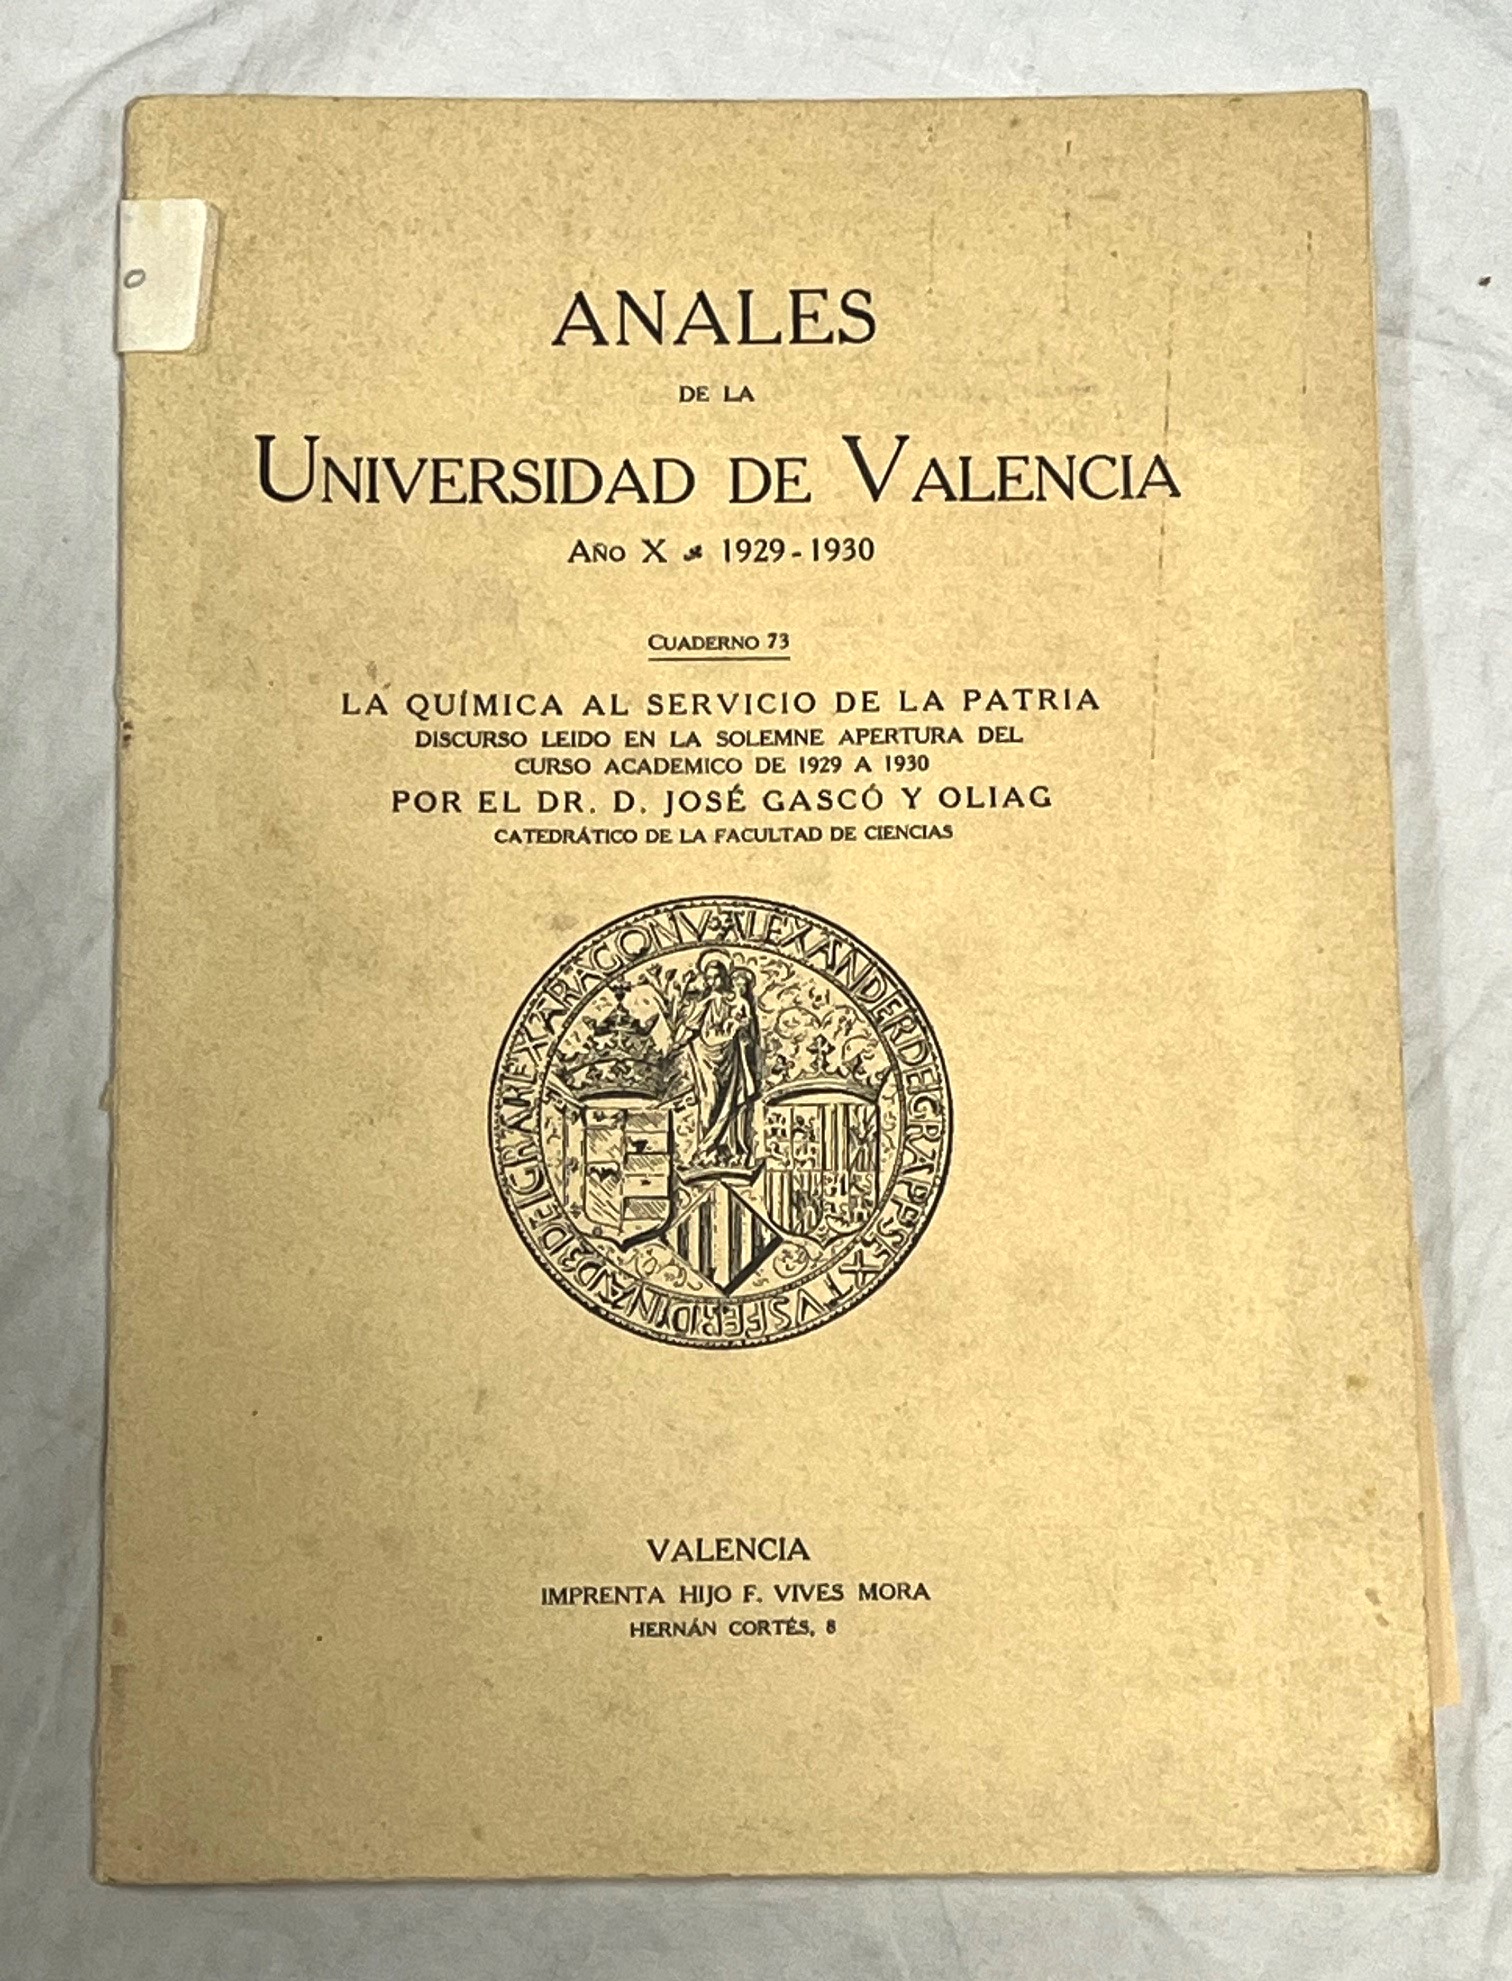 ANALES
DE LA
UNIVERSIDAD DE VALENCIA
AÑO X 1929-1930
CUADERNO 73
LA QUÍMICA AL SERVICIO DE LA PATRIA
DISCURSO LEIDO EN LA SOLEMNE APERTURA DEL
CURSO ACADEMICO DE 1929 A 1930
POR EL DR. D. JOSÉ GASCÓ Y OLIAG
CATEDRÁTICO DE LA FACULTAD DE CIENCIAS
VALENCIA
IMPRENTA HIJO F. VIVES MORA
HERNÁN CORTÉS, 8